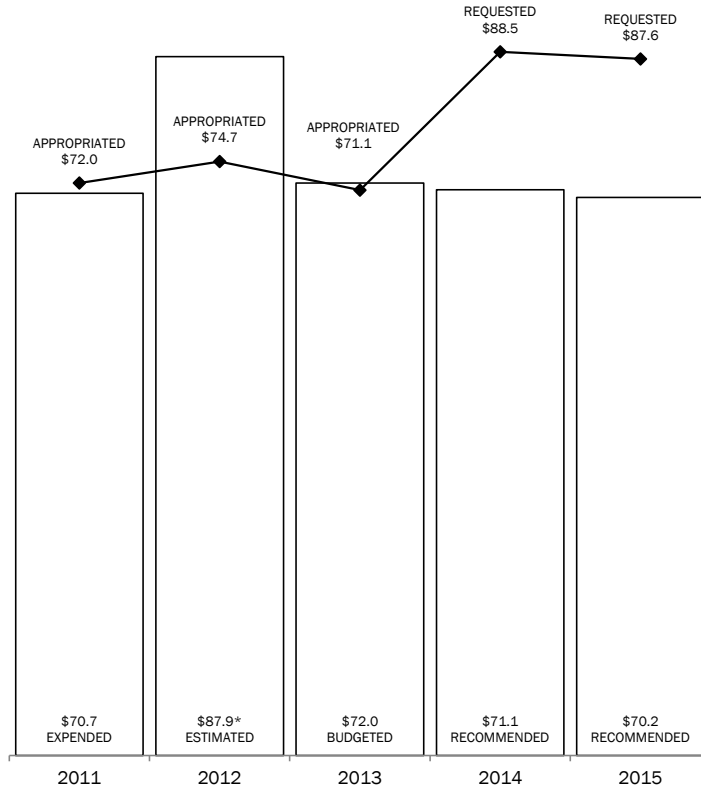 REQUESTED
$88.5
REQUESTED
$87.6
APPROPRIATED
$72.0
APPROPRIATED
$74.7
APPROPRIATED
$71.1
$70.7
EXPENDED
$87.9*
ESTIMATED
$72.0
BUDGETED
$71.1
RECOMMENDED
$70.2
RECOMMENDED
2011
2012
2013
2014
2015